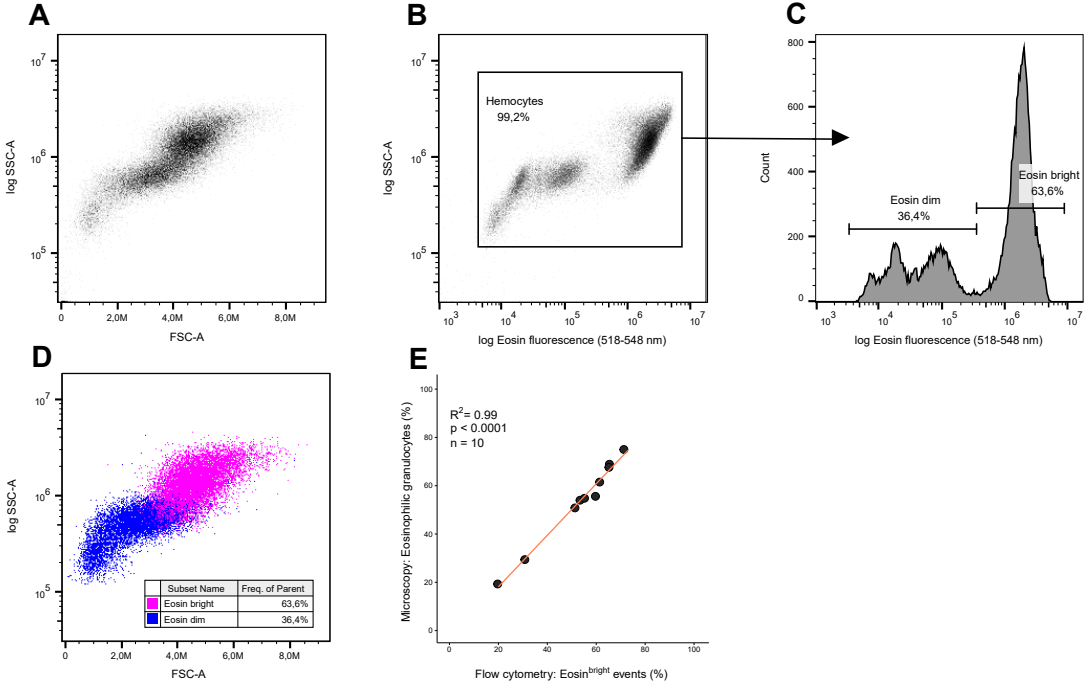 A
10⁷
10⁶
10⁵
log SSC-A
0 2,0M 4,0M 6,0M 8,0M
FSC-A
B
10⁷
10⁶
10⁵
log SSC-A
Hemocytes
99,2%
10³ 10⁴ 10⁵ 10⁶ 10⁷
log Eosin fluorescence (518-548 nm)
C
800
600
400
200
0
Count
Eosin dim
36,4%
Eosin bright
63,6%
10³ 10⁴ 10⁵ 10⁶ 10⁷
log Eosin fluorescence (518-548 nm)
D
10⁷
10⁶
10⁵
log SSC-A
Subset Name Freq. of Parent
Eosin bright 63,6%
Eosin dim 36,4%
0 2,0M 4,0M 6,0M 8,0M
FSC-A
E
100
80
60
40
20
0
Microscopy: Eosinophilic granulocytes (%)
R²= 0.99
p < 0.0001
n = 10
0 20 40 60 80 100
Flow cytometry: Eosinᵇʳⁱᵍʰᵗ events (%)